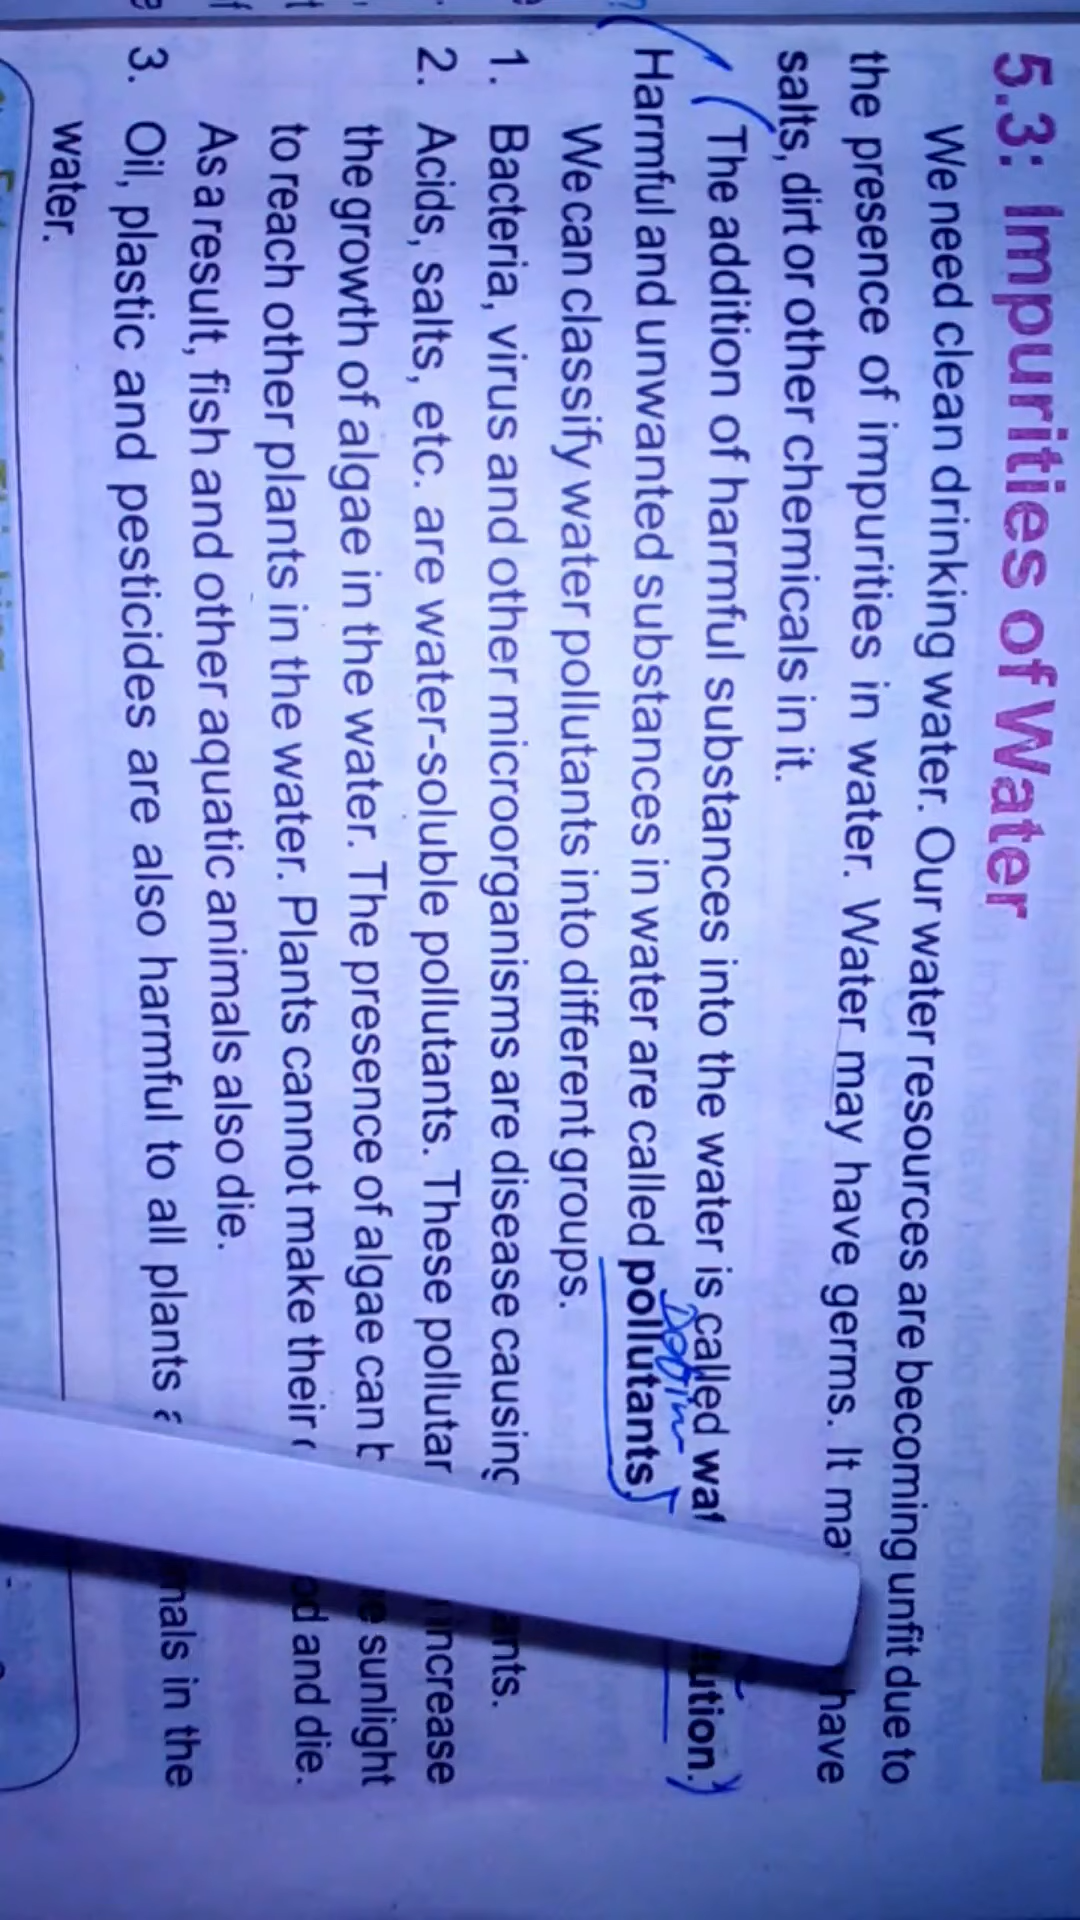 5.3: Impurities of Water
We need clean drinking water. Our water resources are becoming unfit due to
the presence of impurities in water. Water may have germs. It ma have
salts, dirt or other chemicals in it.
The addition of harmful substances into the water is called wat ution.
Harmful and unwanted substances in water are called pollutants.
We can classify water pollutants into different groups.
1. Bacteria, virus and other microorganisms are disease causing ants.
2. Acids, salts, etc. are water-soluble pollutants. These pollutan increase
the growth of algae in the water. The presence of algae can b e sunlight
to reach other plants in the water. Plants cannot make their od and die.
As a result, fish and other aquatic animals also die.
3. Oil, plastic and pesticides are also harmful to all plants a mals in the
water.